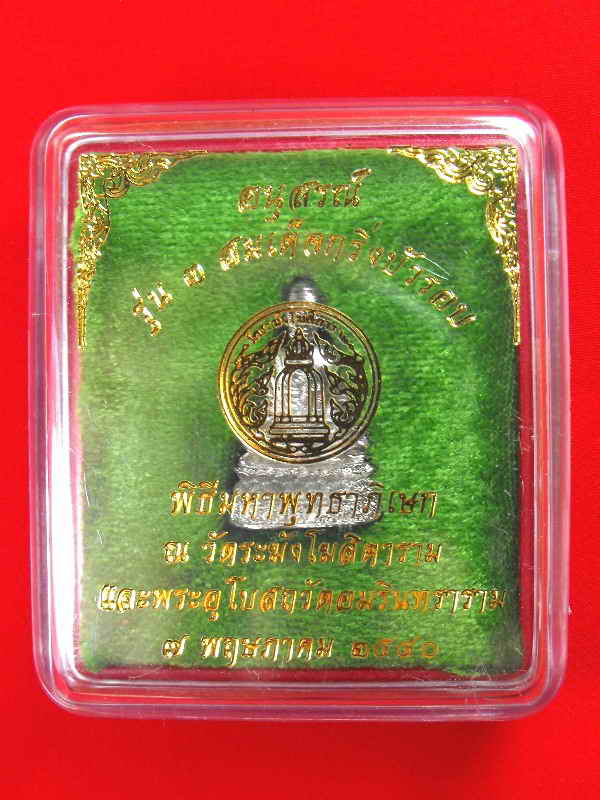 อนุสรณ์
รุ่น ๓ สมเด็จกริ่งบัวรอบ
พิธีมหาพุทธาภิเษก
ณ วัดระฆังโฆสิตาราม
และพระอุโบสถวัดอมรินทราราม
๗ พฤษภาคม ๒๕๔๐